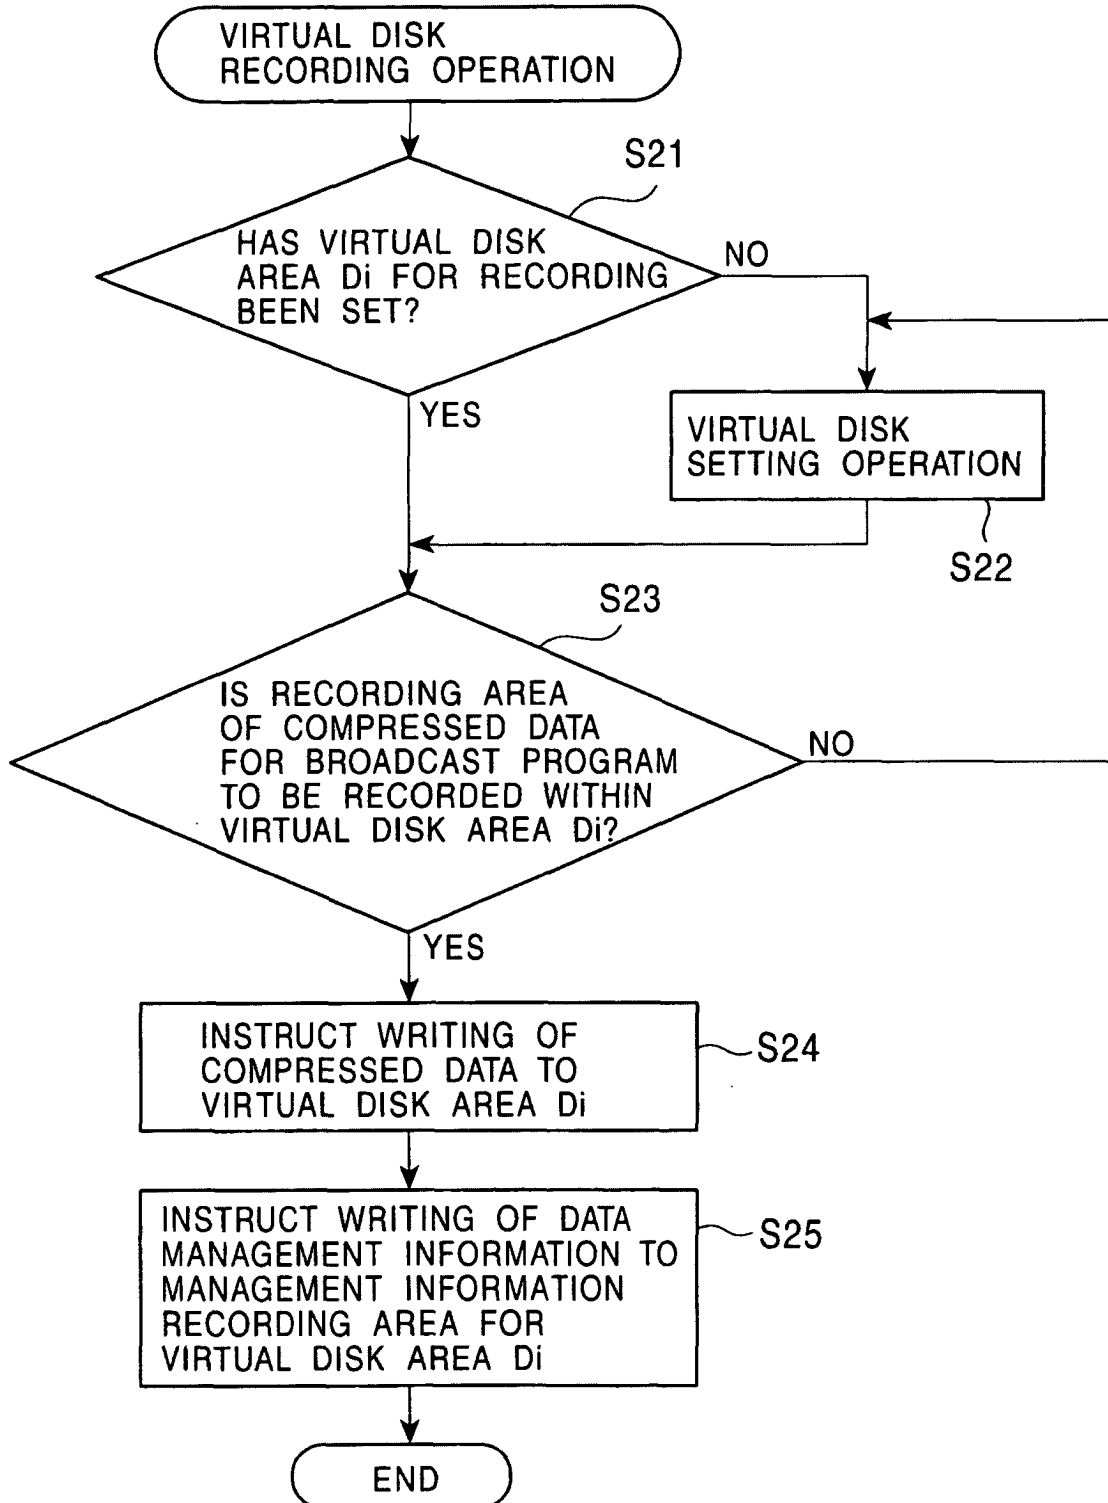 VIRTUAL DISK
RECORDING OPERATION
S21
HAS VIRTUAL DISK
AREA Di FOR RECORDING
BEEN SET?
NO
YES
VIRTUAL DISK
SETTING OPERATION
S22
S23
IS RECORDING AREA
OF COMPRESSED DATA
FOR BROADCAST PROGRAM
TO BE RECORDED WITHIN
VIRTUAL DISK AREA Di?
NO
YES
INSTRUCT WRITING OF
COMPRESSED DATA TO
VIRTUAL DISK AREA Di
S24
INSTRUCT WRITING OF DATA
MANAGEMENT INFORMATION TO
MANAGEMENT INFORMATION
RECORDING AREA FOR
VIRTUAL DISK AREA Di
S25
END